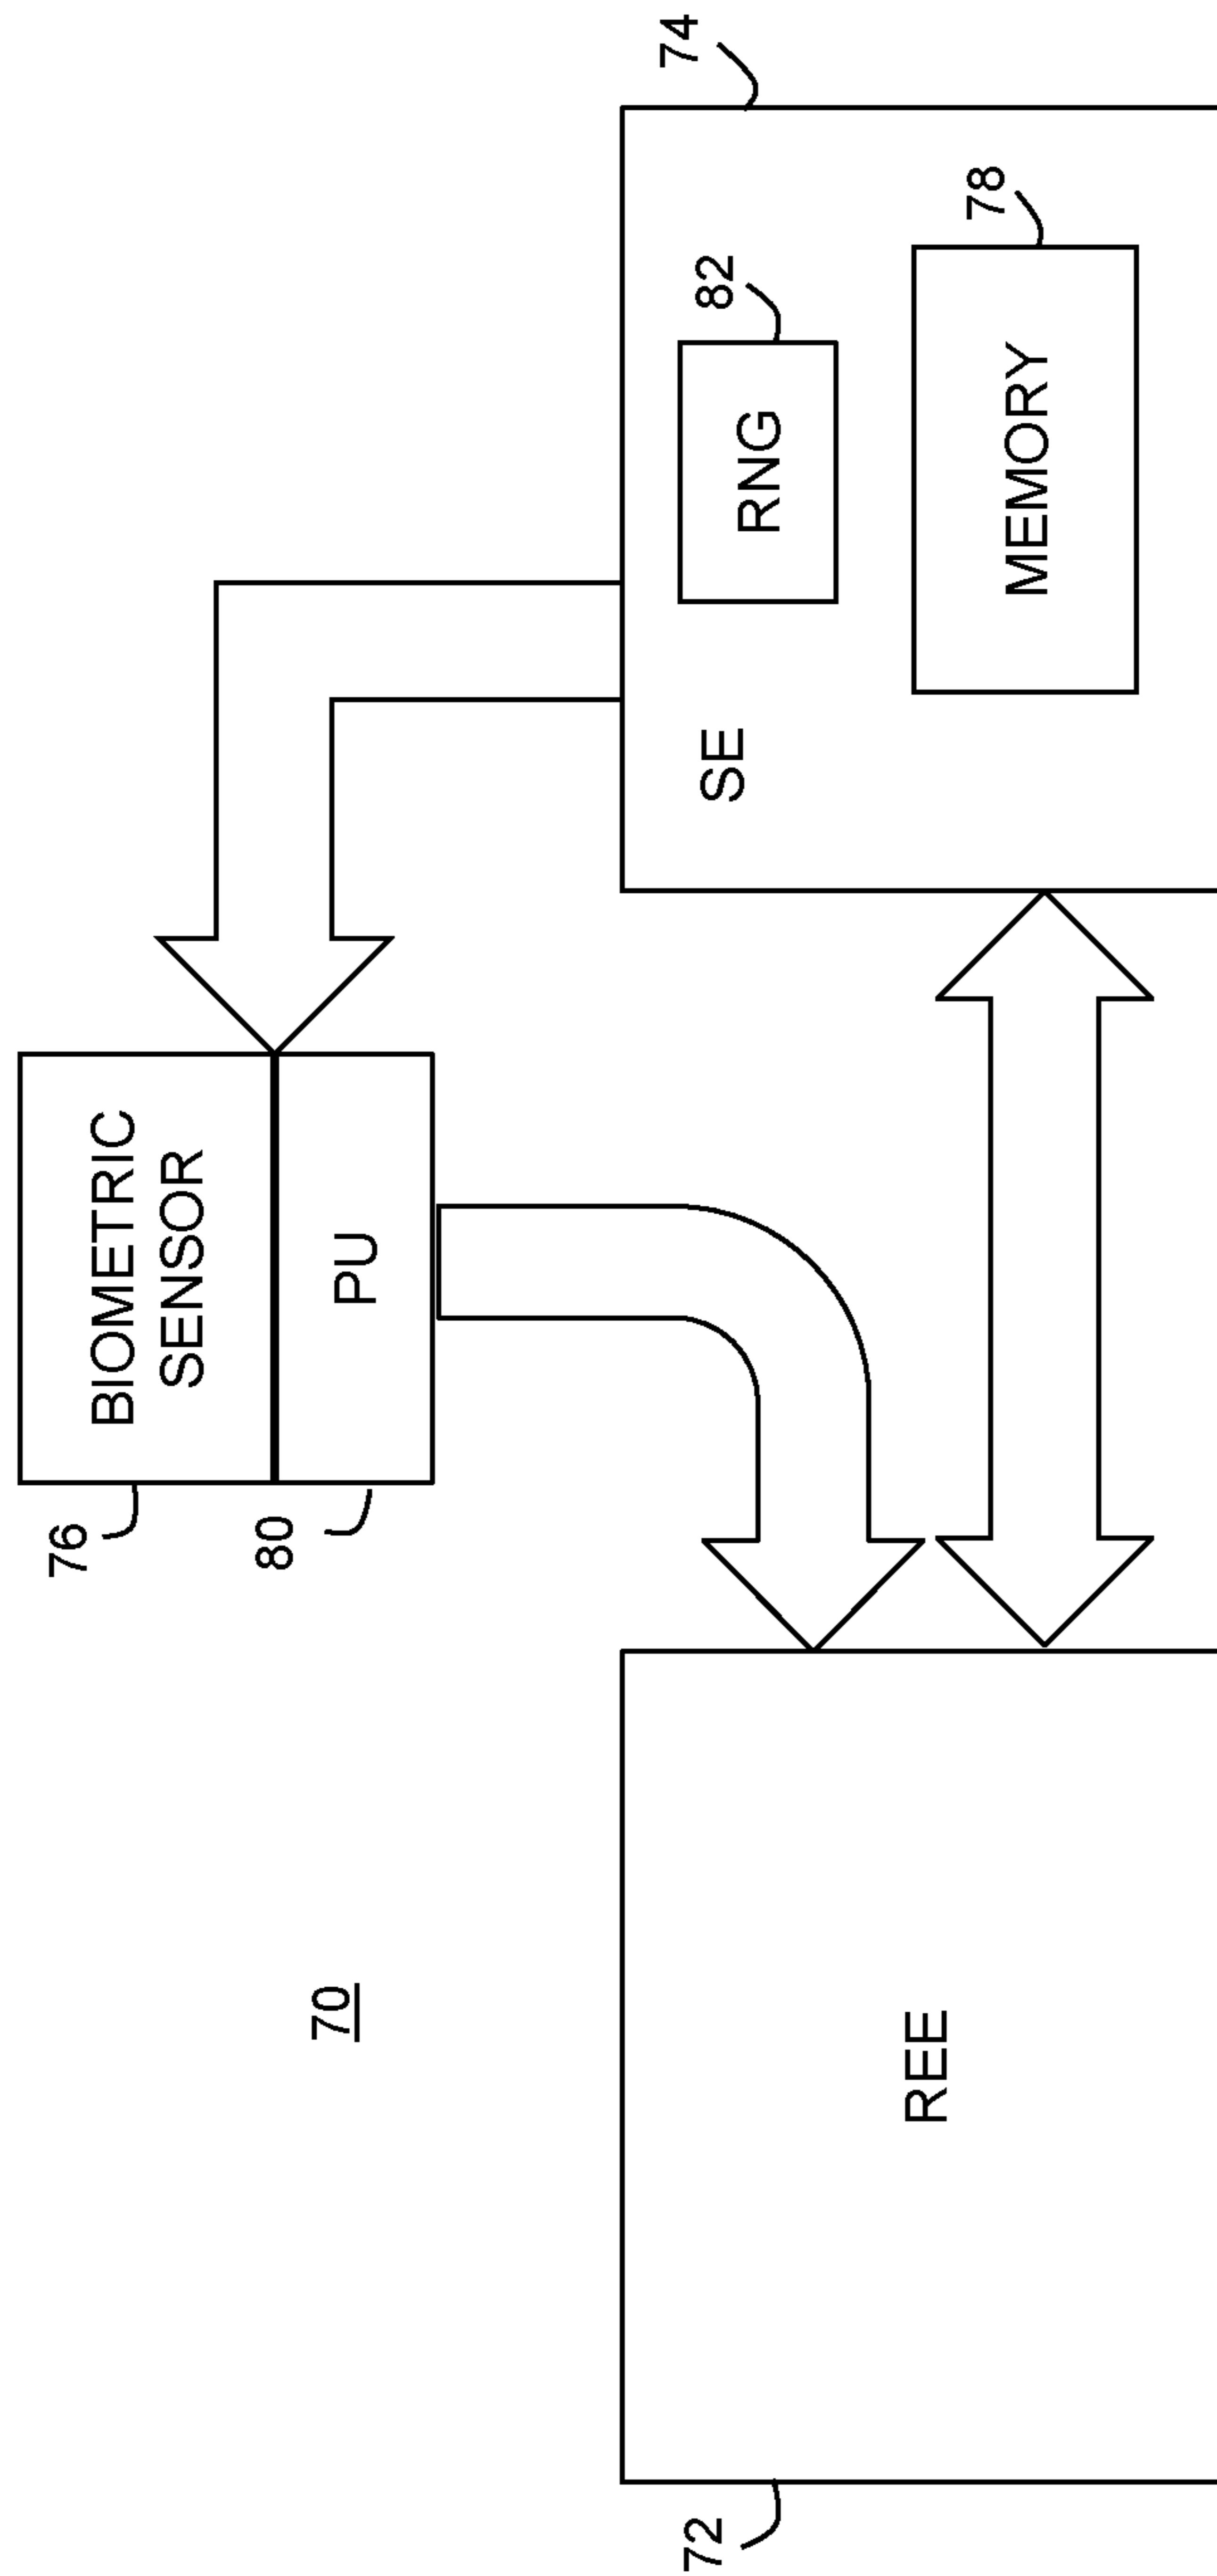 70
76
BIOMETRIC
SENSOR
80
PU
72
REE
74
SE
82
RNG
78
MEMORY